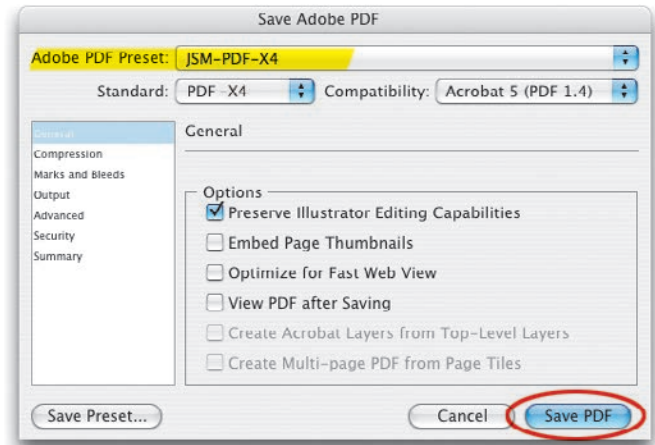 Save Adobe PDF
Adobe PDF Preset: JSM-PDF-X4
Standard: PDF -X4 Compatibility: Acrobat 5 (PDF 1.4)
General
General
Compression
Marks and Bleeds
Output
Advanced
Security
Summary
Options
Preserve Illustrator Editing Capabilities
Embed Page Thumbnails
Optimize for Fast Web View
View PDF after Saving
Create Acrobat Layers from Top-Level Layers
Create Multi-page PDF from Page Tiles
Save Preset... Cancel Save PDF